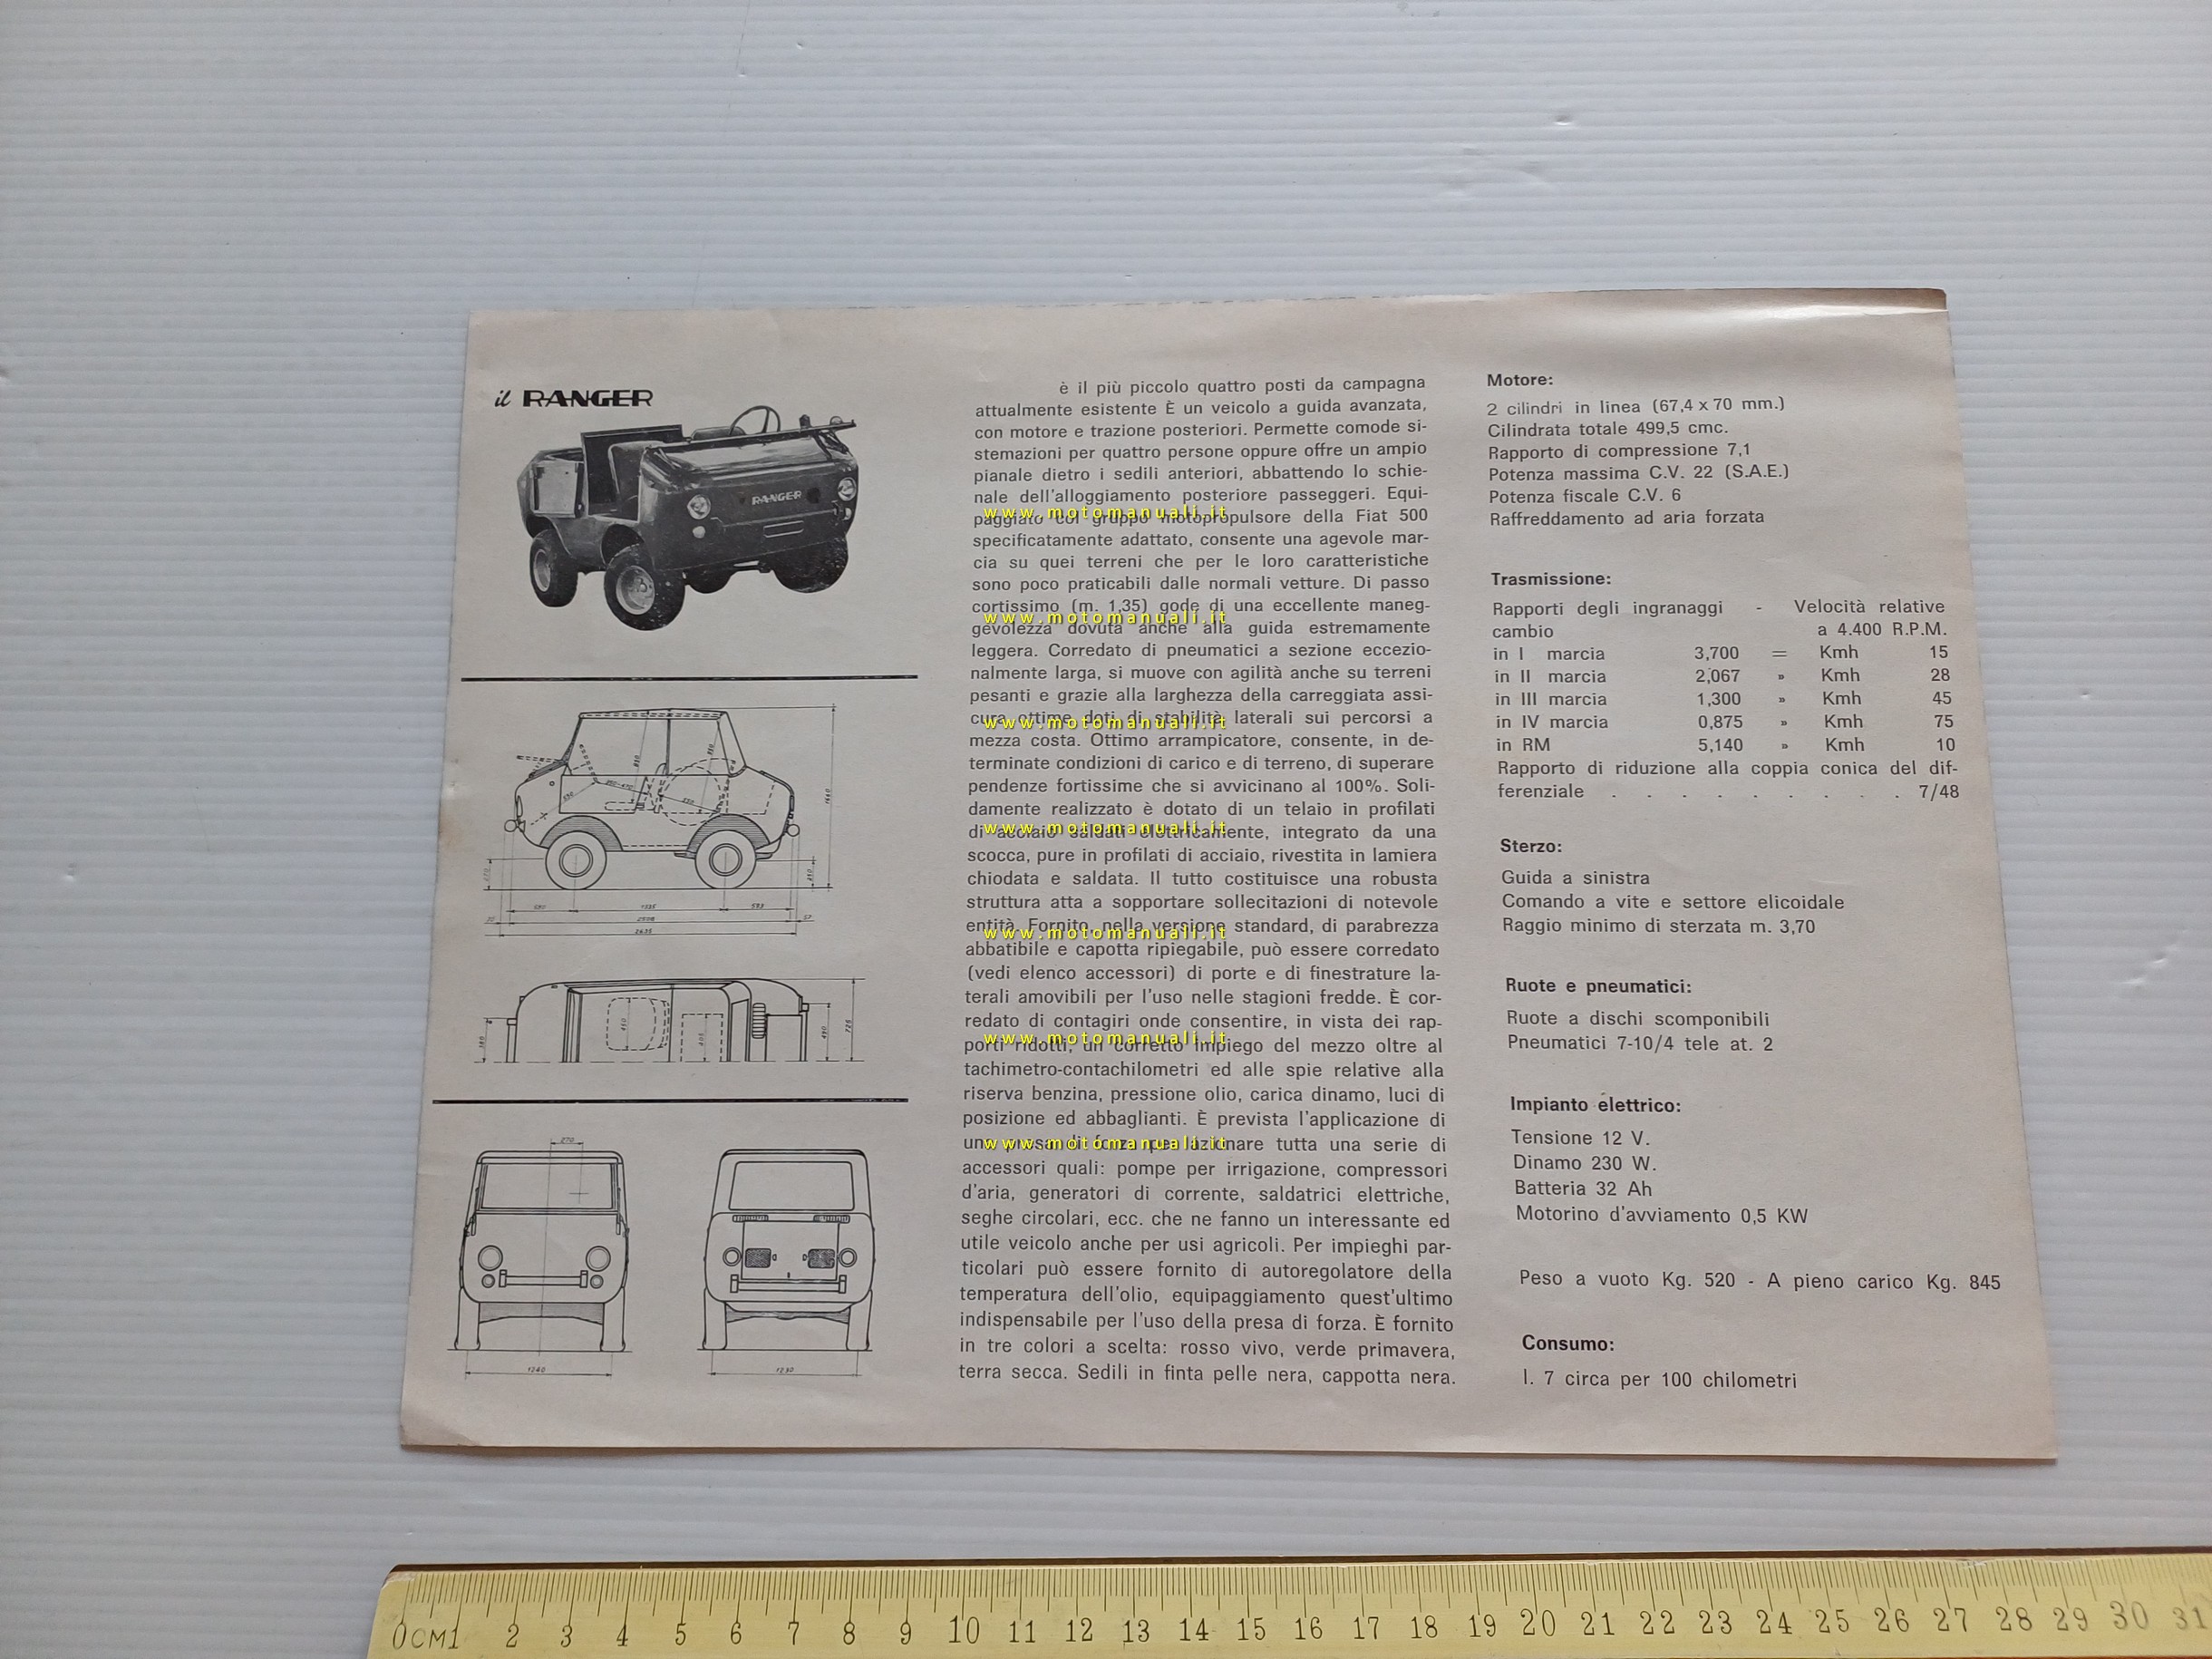 il RANGER
RANGER
530
380-470
850
880
550
1660
270
250
580
1335
593
30
2508
57
2635
380
450
405
490
725
270
1240
1230
è il più piccolo quattro posti da campagna
attualmente esistente È un veicolo a guida avanzata,
con motore e trazione posteriori. Permette comode si-
stemazioni per quattro persone oppure offre un ampio
pianale dietro i sedili anteriori, abbattendo lo schie-
nale dell'alloggiamento posteriore passeggeri. Equi-
www.motomanuali.it
paggiato col gruppo motopropulsore della Fiat 500
specificatamente adattato, consente una agevole mar-
cia su quei terreni che per le loro caratteristiche
sono poco praticabili dalle normali vetture. Di passo
cortissimo (m. 1,35) gode di una eccellente maneg-
www.motomanuali.it
gevolezza dovuta anche alla guida estremamente
leggera. Corredato di pneumatici a sezione eccezio-
nalmente larga, si muove con agilità anche su terreni
pesanti e grazie alla larghezza della carreggiata assi-
cura ottime doti di stabilità laterali sui percorsi a
www.motomanuali.it
mezza costa. Ottimo arrampicatore, consente, in de-
terminate condizioni di carico e di terreno, di superare
pendenze fortissime che si avvicinano al 100%. Soli-
damente realizzato è dotato di un telaio in profilati
di acciaio saldati elettricamente, integrato da una
www.motomanuali.it
scocca, pure in profilati di acciaio, rivestita in lamiera
chiodata e saldata. Il tutto costituisce una robusta
struttura atta a sopportare sollecitazioni di notevole
entità. Fornito nella versione standard, di parabrezza
www.motomanuali.it
abbatibile e capotta ripiegabile, può essere corredato
(vedi elenco accessori) di porte e di finestrature la-
terali amovibili per l'uso nelle stagioni fredde. È cor-
redato di contagiri onde consentire, in vista dei rap-
www.motomanuali.it
porti ridotti, un corretto impiego del mezzo oltre al
tachimetro-contachilometri ed alle spie relative alla
riserva benzina, pressione olio, carica dinamo, luci di
posizione ed abbaglianti. È prevista l'applicazione di
una presa di forza per azionare tutta una serie di
www.motomanuali.it
accessori quali: pompe per irrigazione, compressori
d'aria, generatori di corrente, saldatrici elettriche,
seghe circolari, ecc. che ne fanno un interessante ed
utile veicolo anche per usi agricoli. Per impieghi par-
ticolari può essere fornito di autoregolatore della
temperatura dell'olio, equipaggiamento quest'ultimo
indispensabile per l'uso della presa di forza. È fornito
in tre colori a scelta: rosso vivo, verde primavera,
terra secca. Sedili in finta pelle nera, cappotta nera.
Motore:
2 cilindri in linea (67,4 x 70 mm.)
Cilindrata totale 499,5 cmc.
Rapporto di compressione 7,1
Potenza massima C.V. 22 (S.A.E.)
Potenza fiscale C.V. 6
Raffreddamento ad aria forzata
Trasmissione:
Rapporti degli ingranaggi - Velocità relative
cambio a 4.400 R.P.M.
in I marcia 3,700 = Kmh 15
in II marcia 2,067 » Kmh 28
in III marcia 1,300 » Kmh 45
in IV marcia 0,875 » Kmh 75
in RM 5,140 » Kmh 10
Rapporto di riduzione alla coppia conica del dif-
ferenziale . . . . . . . . . 7/48
Sterzo:
Guida a sinistra
Comando a vite e settore elicoidale
Raggio minimo di sterzata m. 3,70
Ruote e pneumatici:
Ruote a dischi scomponibili
Pneumatici 7-10/4 tele at. 2
Impianto elettrico:
Tensione 12 V.
Dinamo 230 W.
Batteria 32 Ah
Motorino d'avviamento 0,5 KW
Peso a vuoto Kg. 520 - A pieno carico Kg. 845
Consumo:
l. 7 circa per 100 chilometri
0CM1 2 3 4 5 6 7 8 9 10 11 12 13 14 15 16 17 18 19 20 21 22 23 24 25 26 27 28 29 30 31